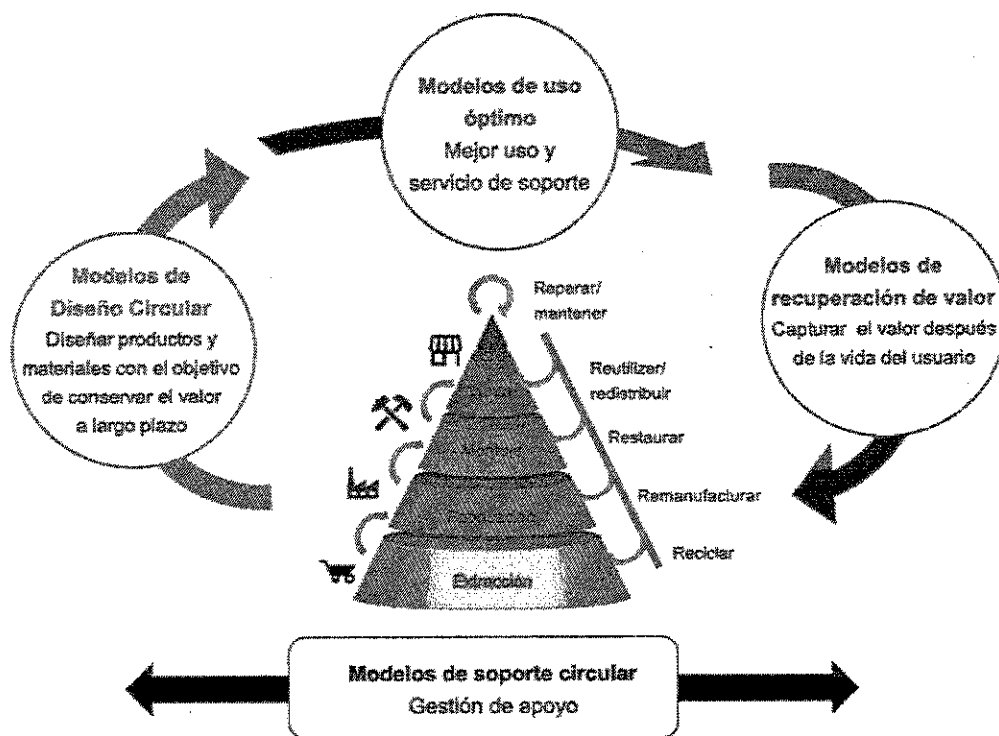 Modelos de uso
óptimo
Mejor uso y
servicio de soporte
Modelos de
Diseño Circular
Diseñar productos y
materiales con el objetivo
de conservar el valor
a largo plazo
Modelos de
recuperación de valor
Capturar el valor después
de la vida del usuario
Reparar/
mantener
Reutilizer/
redistribuir
Restaurar
Remanufacturar
Reciclar
Extracción
Modelos de soporte circular
Gestión de apoyo